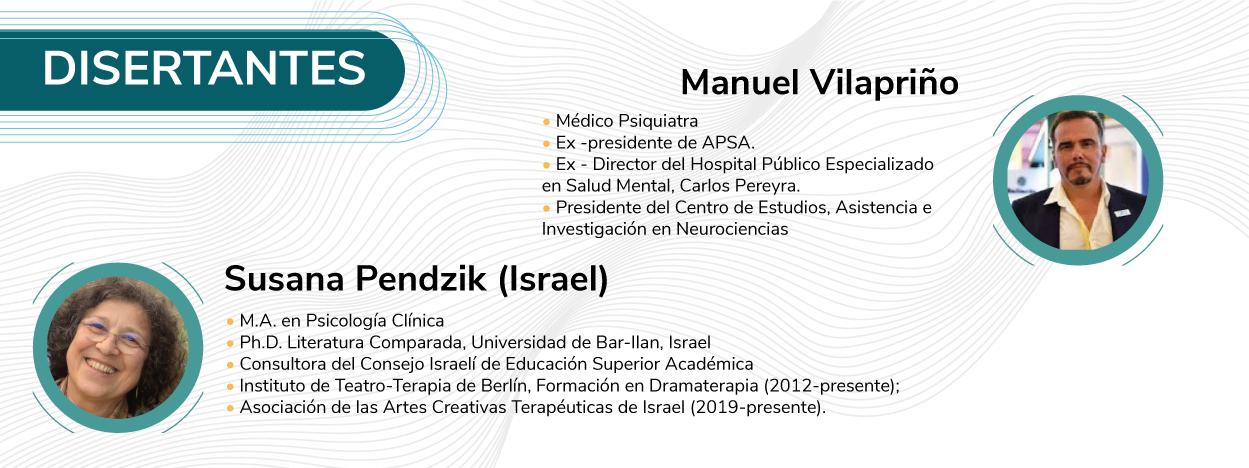 DISERTANTES
Manuel Vilapriño
• Médico Psiquiatra
• Ex -presidente de APSA.
• Ex - Director del Hospital Público Especializado
en Salud Mental, Carlos Pereyra.
• Presidente del Centro de Estudios, Asistencia e
Investigación en Neurociencias
Susana Pendzik (Israel)
• M.A. en Psicología Clínica
• Ph.D. Literatura Comparada, Universidad de Bar-Ilan, Israel
• Consultora del Consejo Israelí de Educación Superior Académica
• Instituto de Teatro-Terapia de Berlín, Formación en Dramaterapia (2012-presente);
• Asociación de las Artes Creativas Terapéuticas de Israel (2019-presente).